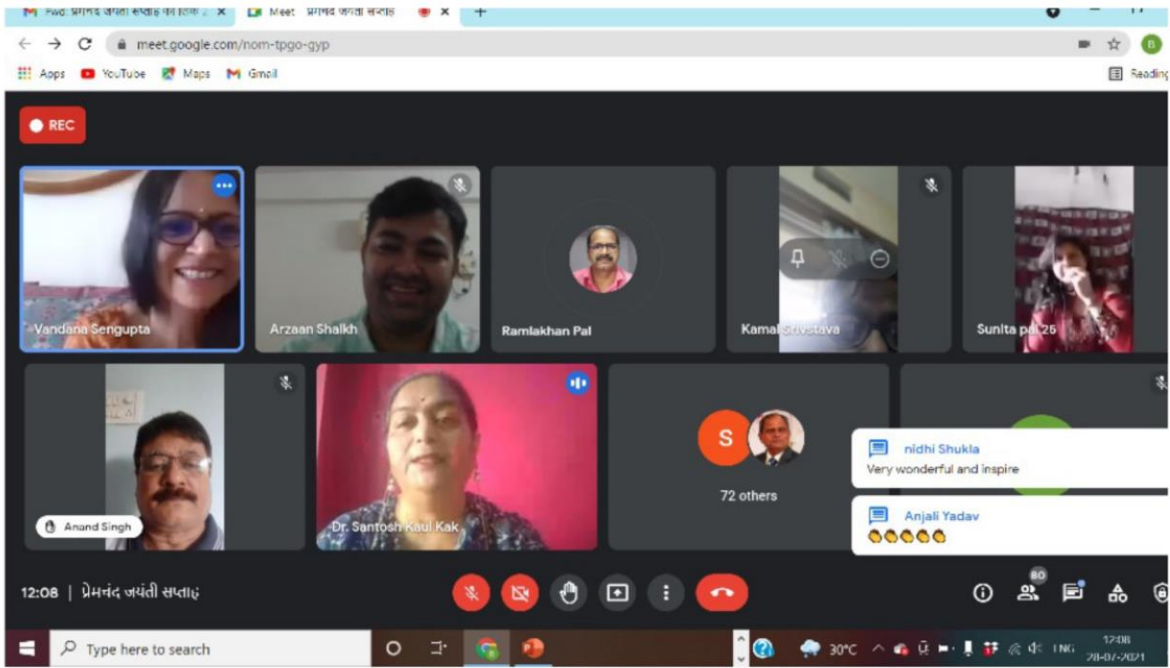 Fwd: प्रेमचंद जयंती सप्ताह का लिंक
Meet प्रेमचंद जयंती सप्ताह
meet.google.com/nom-tpgo-gyp
B
Apps YouTube Maps Gmail
Reading
REC
Vandana Sengupta
Arzaan Shaikh
Ramlakhan Pal
Kamal Srivstava
Sunita pal 25
Anand Singh
Dr. Santosh Kaul Kak
S
72 others
nidhi Shukla
Very wonderful and inspire
Anjali Yadav
👏👏👏👏👏
12:08 | प्रेमचंद जयंती सप्ताह
80
Type here to search
30°C
ENG
12:08
28-07-2021